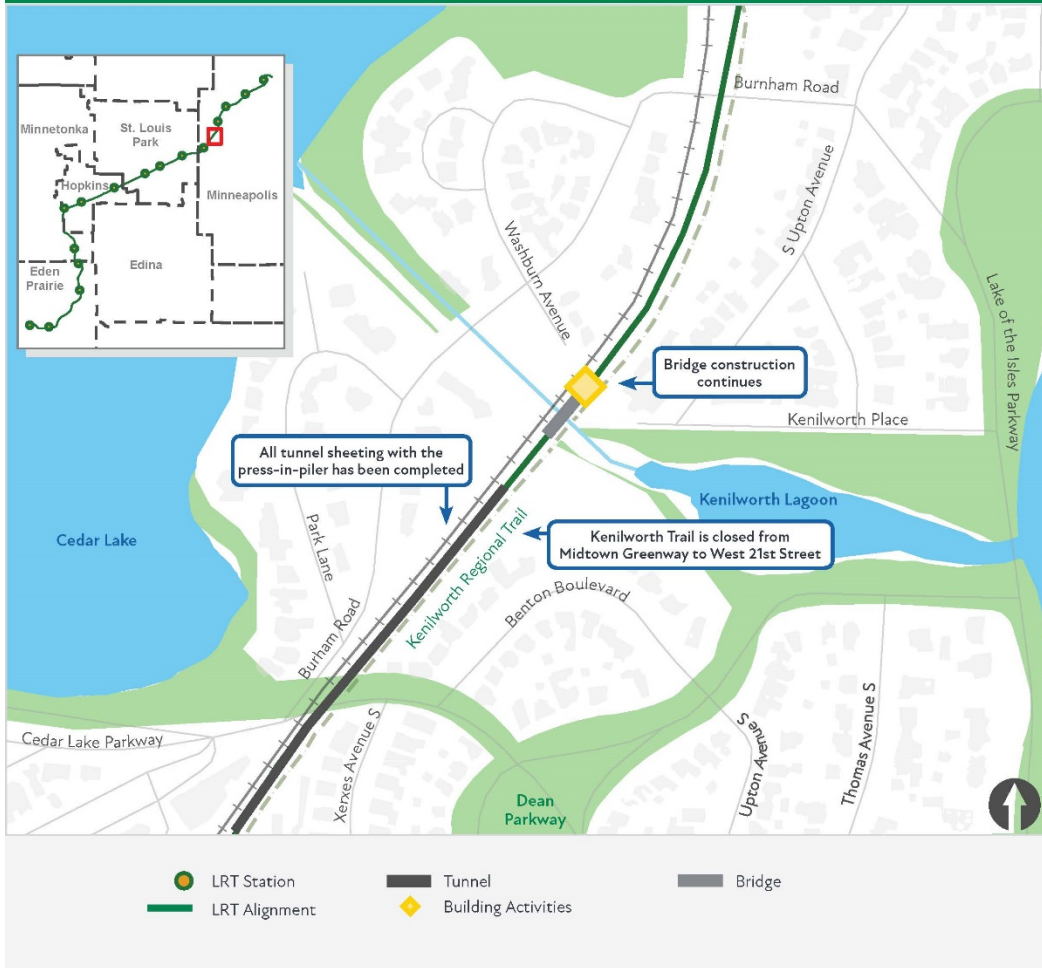 Minnetonka
St. Louis
Park
Hopkins
Minneapolis
Edina
Eden
Prairie
Burnham Road
S Upton Avenue
Washburn Avenue
Lake of the Isles Parkway
Bridge construction
continues
Kenilworth Place
All tunnel sheeting with the
press-in-piler has been completed
Kenilworth Lagoon
Cedar Lake
Park Lane
Kenilworth Regional Trail
Kenilworth Trail is closed from
Midtown Greenway to West 21st Street
Benton Boulevard
Burham Road
Cedar Lake Parkway
Xerxes Avenue S
Dean
Parkway
Upton Avenue S
Thomas Avenue S
LRT Station
Tunnel
Bridge
LRT Alignment
Building Activities